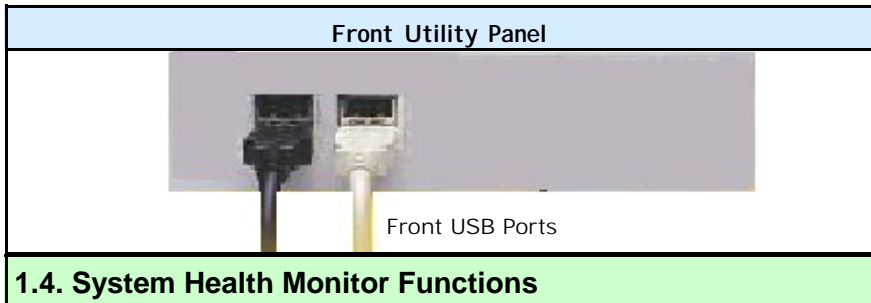 Front Utility Panel
Front USB Ports
1.4. System Health Monitor Functions